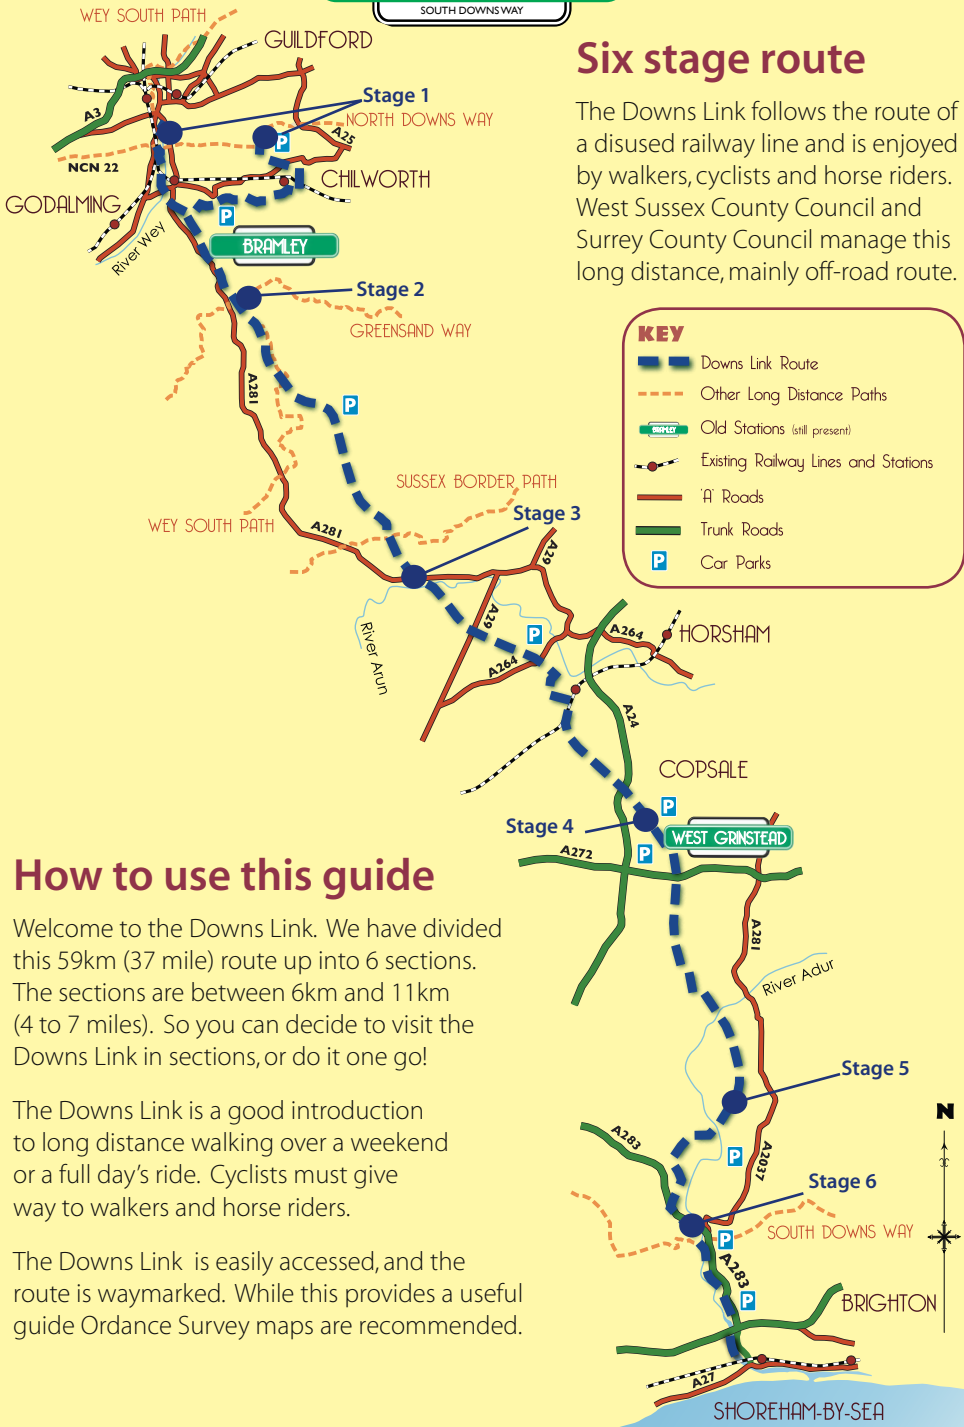 SOUTH DOWNS WAY
WEY SOUTH PATH
GUILDFORD
Stage 1
NORTH DOWNS WAY
A3
A25
P
NCN 22
CHILWORTH
GODALMING
P
River Wey
BRAMLEY
Stage 2
GREENSAND WAY
A281
P
SUSSEX BORDER PATH
WEY SOUTH PATH
A281
Stage 3
A29
River Arun
A29
P
A264
A264
HORSHAM
A24
COPSALE
P
Stage 4
WEST GRINSTEAD
A272
P
A281
River Adur
Stage 5
A283
P
A2037
Stage 6
SOUTH DOWNS WAY
P
A283
P
BRIGHTON
A27
SHOREHAM-BY-SEA
N
Six stage route
The Downs Link follows the route of
a disused railway line and is enjoyed
by walkers, cyclists and horse riders.
West Sussex County Council and
Surrey County Council manage this
long distance, mainly off-road route.
KEY
Downs Link Route
Other Long Distance Paths
BRAMLEY
Old Stations (still present)
Existing Railway Lines and Stations
'A' Roads
Trunk Roads
P
Car Parks
How to use this guide
Welcome to the Downs Link. We have divided
this 59km (37 mile) route up into 6 sections.
The sections are between 6km and 11km
(4 to 7 miles). So you can decide to visit the
Downs Link in sections, or do it one go!
The Downs Link is a good introduction
to long distance walking over a weekend
or a full day's ride. Cyclists must give
way to walkers and horse riders.
The Downs Link is easily accessed, and the
route is waymarked. While this provides a useful
guide Ordance Survey maps are recommended.